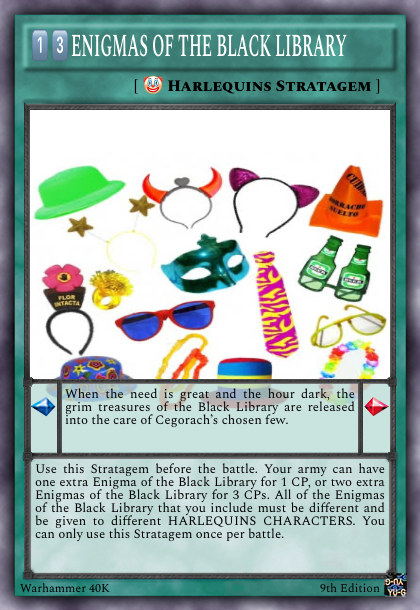 1 3 ENIGMAS OF THE BLACK LIBRARY
[ 🤡 HARLEQUINS STRATAGEM ]
CUIDADO
BORRACHO
SUELTO
FLOR
INTACTA
When the need is great and the hour dark, the
grim treasures of the Black Library are released
into the care of Cegorach's chosen few.
Use this Stratagem before the battle. Your army can have
one extra Enigma of the Black Library for 1 CP, or two extra
Enigmas of the Black Library for 3 CPs. All of the Enigmas
of the Black Library that you include must be different and
be given to different HARLEQUINS CHARACTERS. You
can only use this Stratagem once per battle.
Warhammer 40K
9th Edition